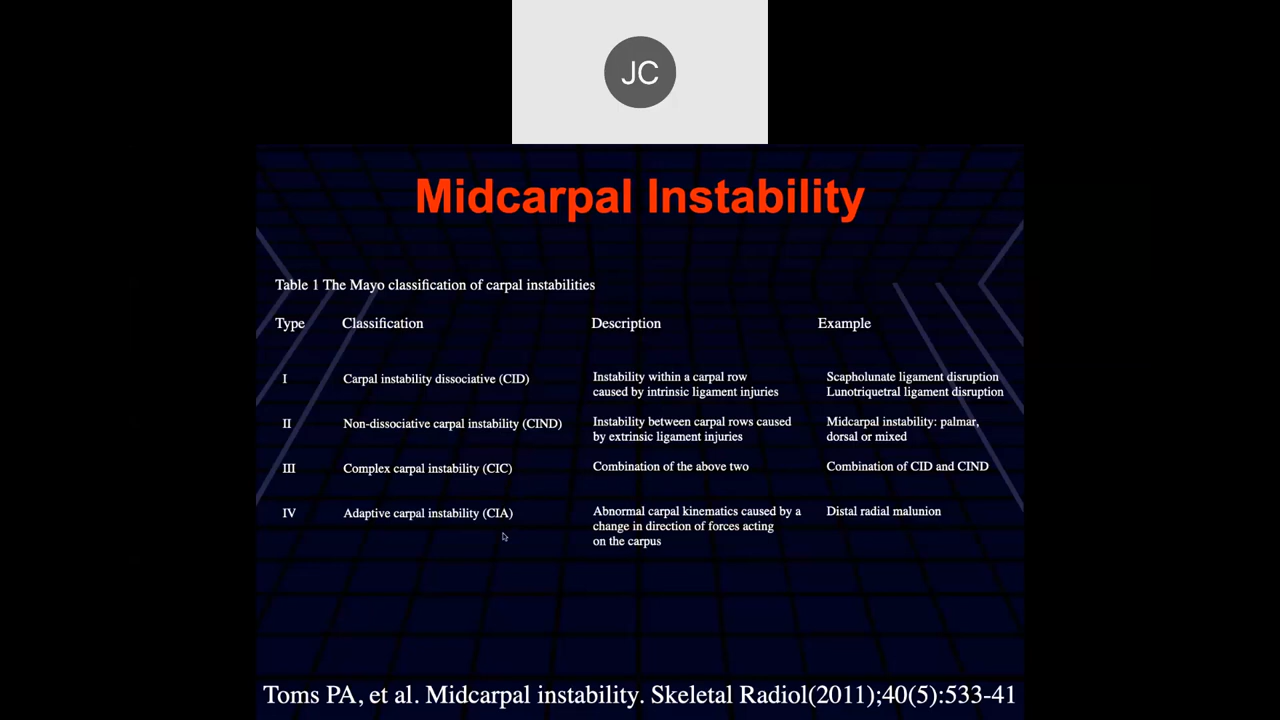 JC
Midcarpal Instability
Table 1 The Mayo classification of carpal instabilities
Type Classification Description Example
I Carpal instability dissociative (CID) Instability within a carpal row Scapholunate ligament disruption
caused by intrinsic ligament injuries Lunotriquetral ligament disruption
II Non-dissociative carpal instability (CIND) Instability between carpal rows caused Midcarpal instability: palmar,
by extrinsic ligament injuries dorsal or mixed
III Complex carpal instability (CIC) Combination of the above two Combination of CID and CIND
IV Adaptive carpal instability (CIA) Abnormal carpal kinematics caused by a Distal radial malunion
change in direction of forces acting
on the carpus
Toms PA, et al. Midcarpal instability. Skeletal Radiol(2011);40(5):533-41